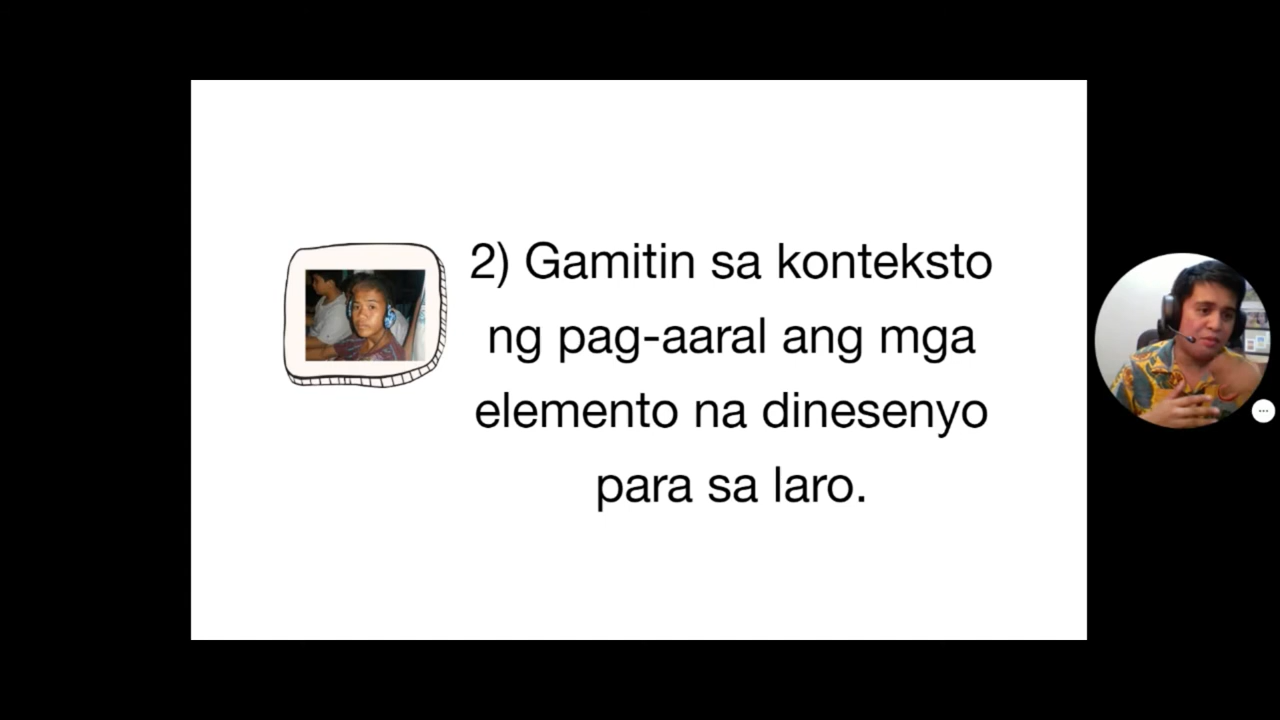 2) Gamitin sa konteksto
ng pag-aaral ang mga
elemento na dinesenyo
para sa laro.